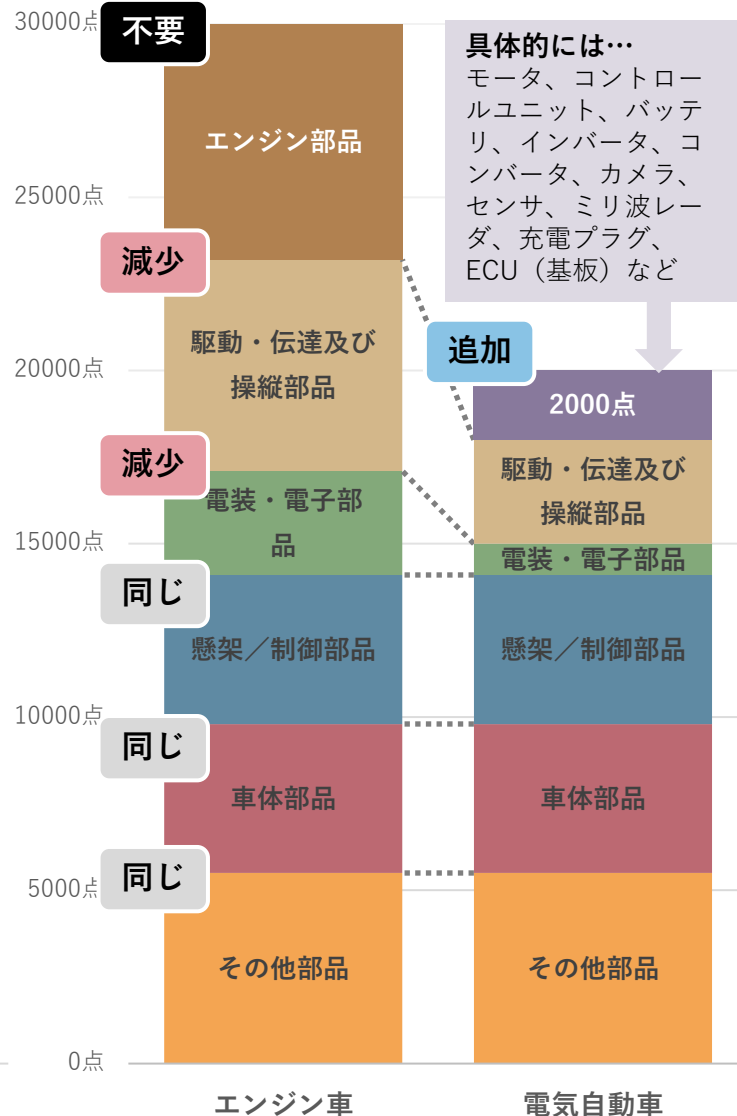 30000点
不要
具体的には…
モータ、コントロー
ルユニット、バッテ
リ、インバータ、コ
ンバータ、カメラ、
センサ、ミリ波レー
ダ、充電プラグ、
ECU（基板）など
エンジン部品
25000点
減少
駆動・伝達及び
操縦部品
追加
20000点
2000点
減少
駆動・伝達及び
操縦部品
電装・電子部
品
15000点
電装・電子部品
同じ
懸架／制御部品
懸架／制御部品
10000点
同じ
車体部品
車体部品
5000点
同じ
その他部品
その他部品
0点
エンジン車
電気自動車